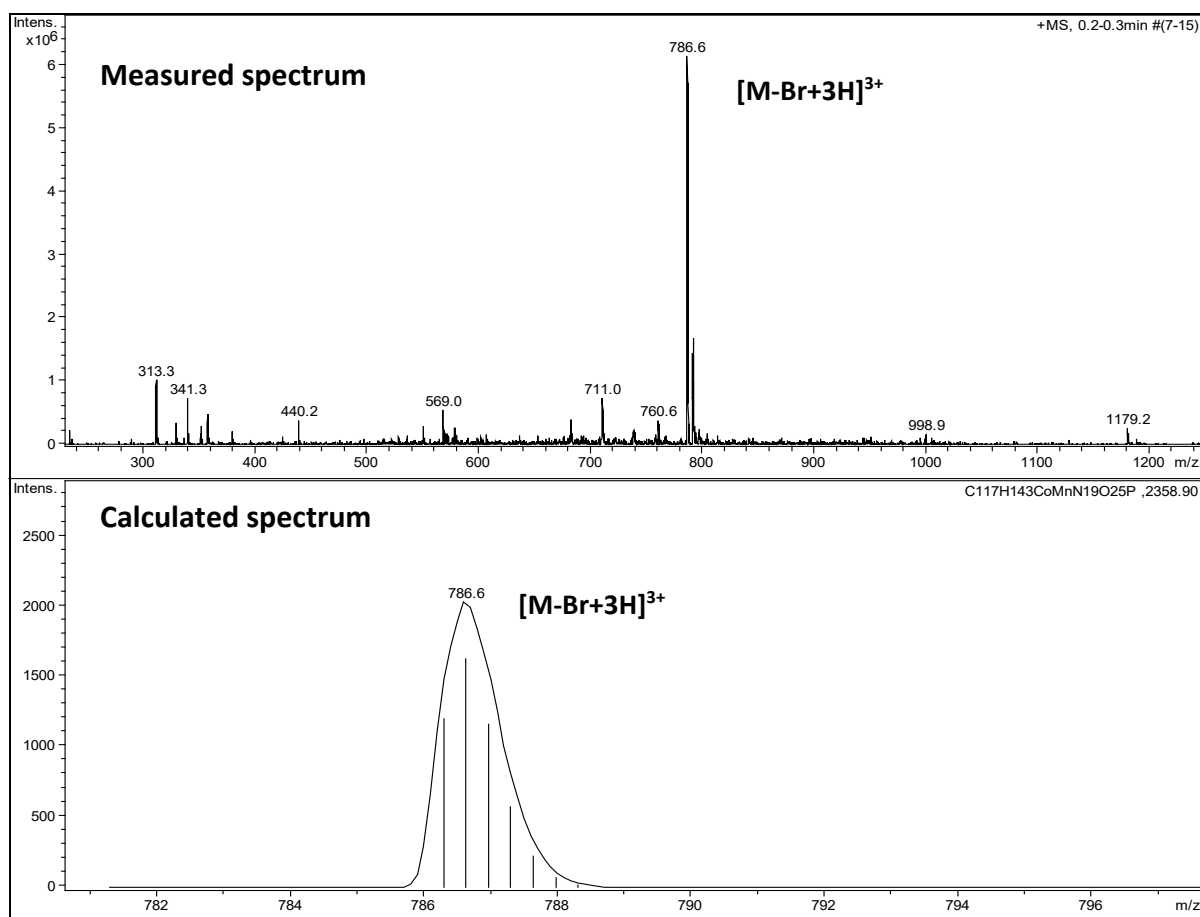 Intens.
x10⁶
+MS, 0.2-0.3min #(7-15)
Measured spectrum
786.6
[M-Br+3H]³⁺
6
5
4
3
2
1
0
313.3
341.3
440.2
569.0
711.0
760.6
998.9
1179.2
300 400 500 600 700 800 900 1000 1100 1200 m/z
Intens.
C117H143CoMnN19O25P ,2358.90
Calculated spectrum
786.6
[M-Br+3H]³⁺
2500
2000
1500
1000
500
0
782 784 786 788 790 792 794 796 m/z